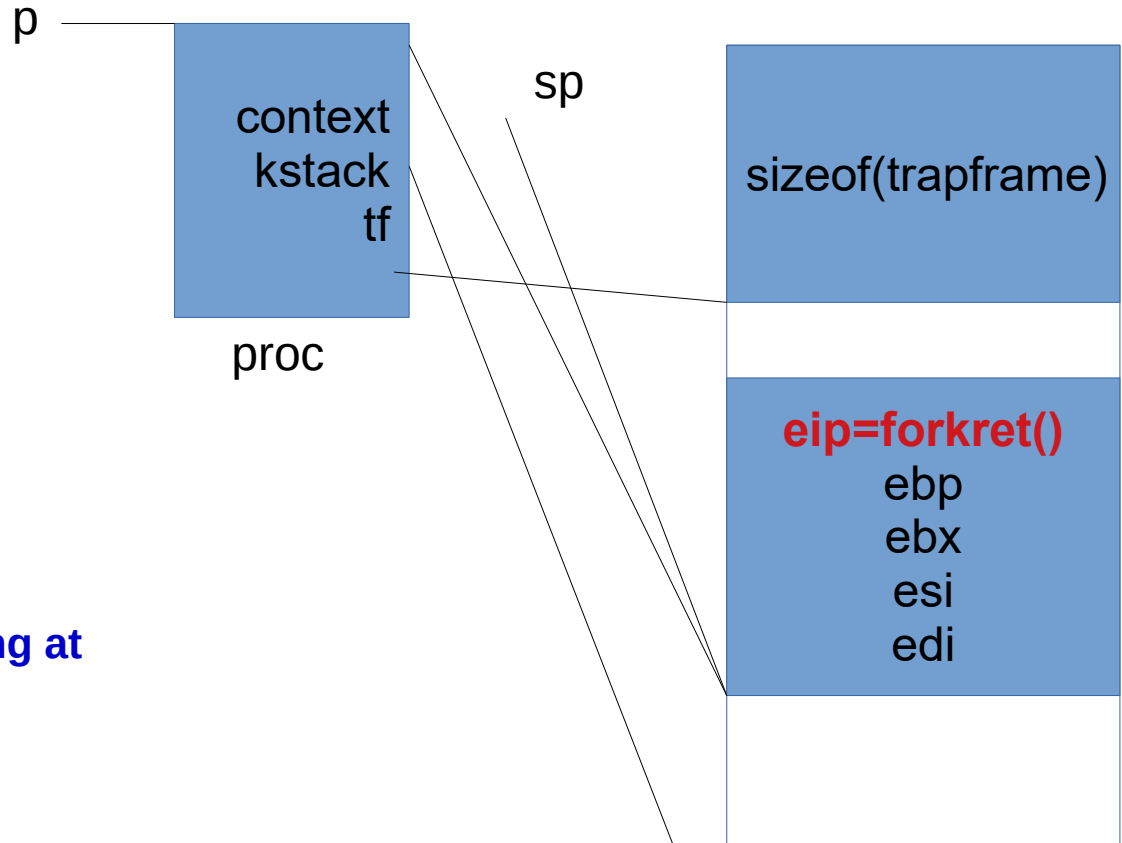 p
context
kstack
tf
proc
sp
sizeof(trapframe)
eip=forkret()
ebp
ebx
esi
edi
ng at